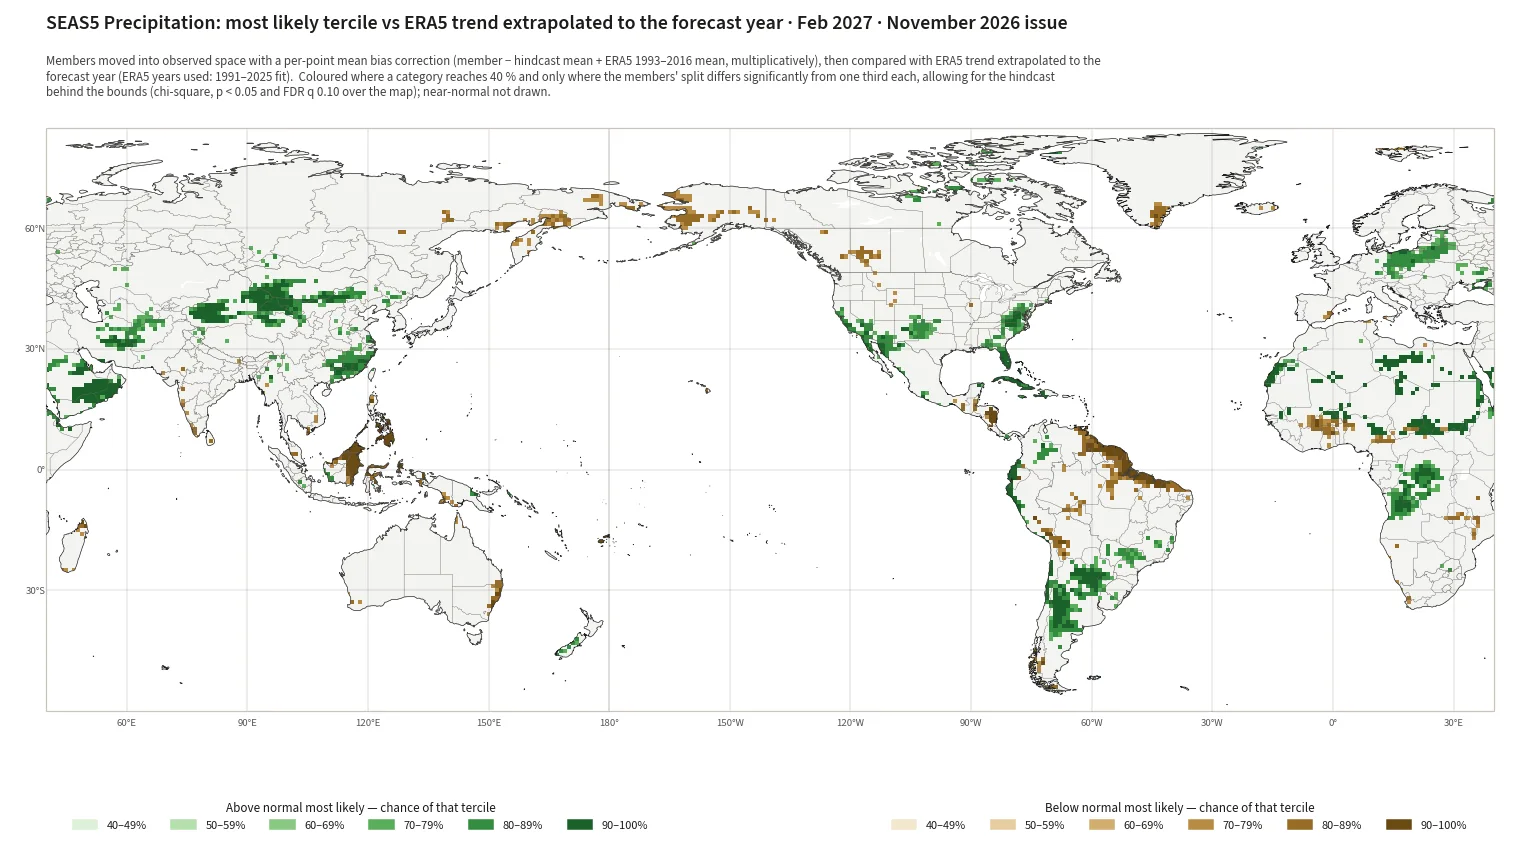 SEAS5 Precipitation: most likely tercile vs ERA5 trend extrapolated to the forecast year · Feb 2027 · November 2026 issue
Members moved into observed space with a per-point mean bias correction (member − hindcast mean + ERA5 1993–2016 mean, multiplicatively), then compared with ERA5 trend extrapolated to the
forecast year (ERA5 years used: 1991–2025 fit).  Coloured where a category reaches 40 % and only where the members' split differs significantly from one third each, allowing for the hindcast
behind the bounds (chi-square, p < 0.05 and FDR q 0.10 over the map); near-normal not drawn.
60°N
30°N
0°
30°S
60°E 90°E 120°E 150°E 180° 150°W 120°W 90°W 60°W 30°W 0° 30°E
Above normal most likely — chance of that tercile
40–49% 50–59% 60–69% 70–79% 80–89% 90–100%
Below normal most likely — chance of that tercile
40–49% 50–59% 60–69% 70–79% 80–89% 90–100%